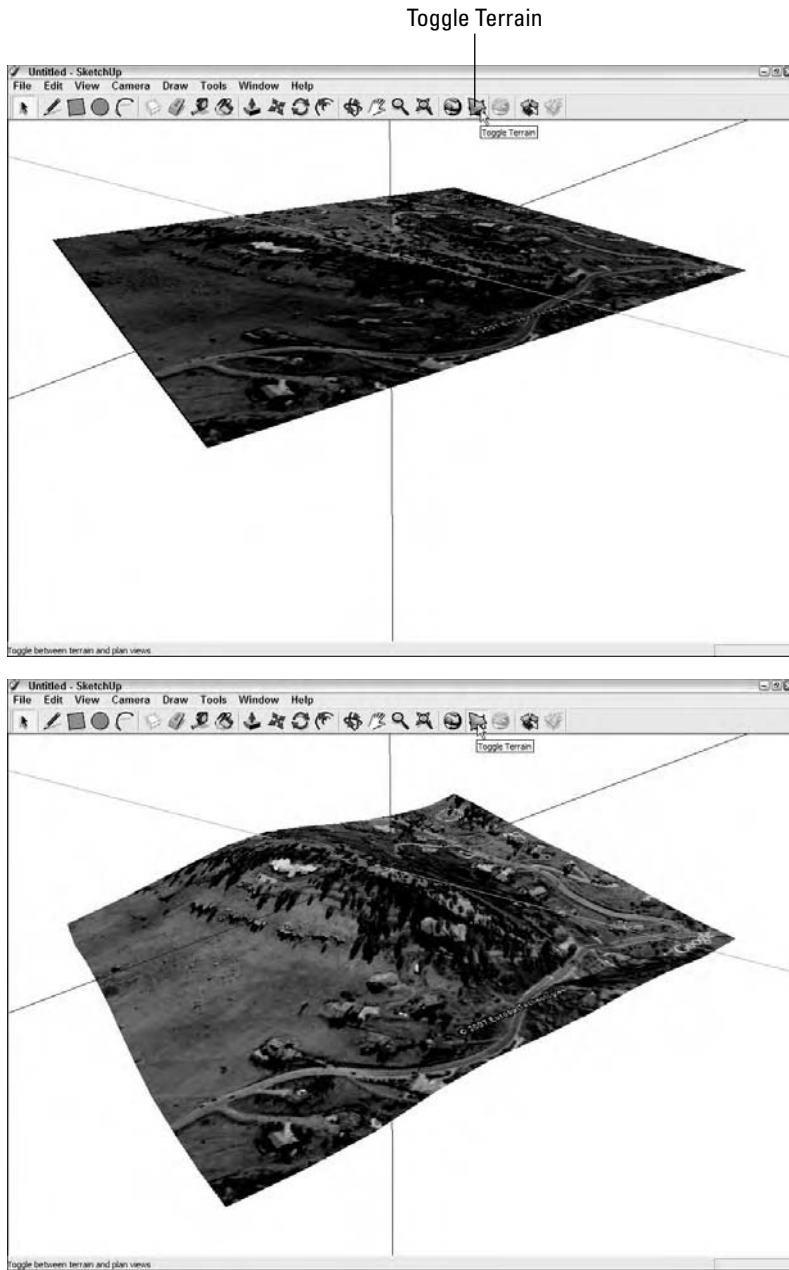 Toggle Terrain
Untitled - SketchUp
File Edit View Camera Draw Tools Window Help
Toggle Terrain
Google
Toggle between terrain and plan views
Untitled - SketchUp
File Edit View Camera Draw Tools Window Help
Toggle Terrain
Google
Toggle between terrain and plan views